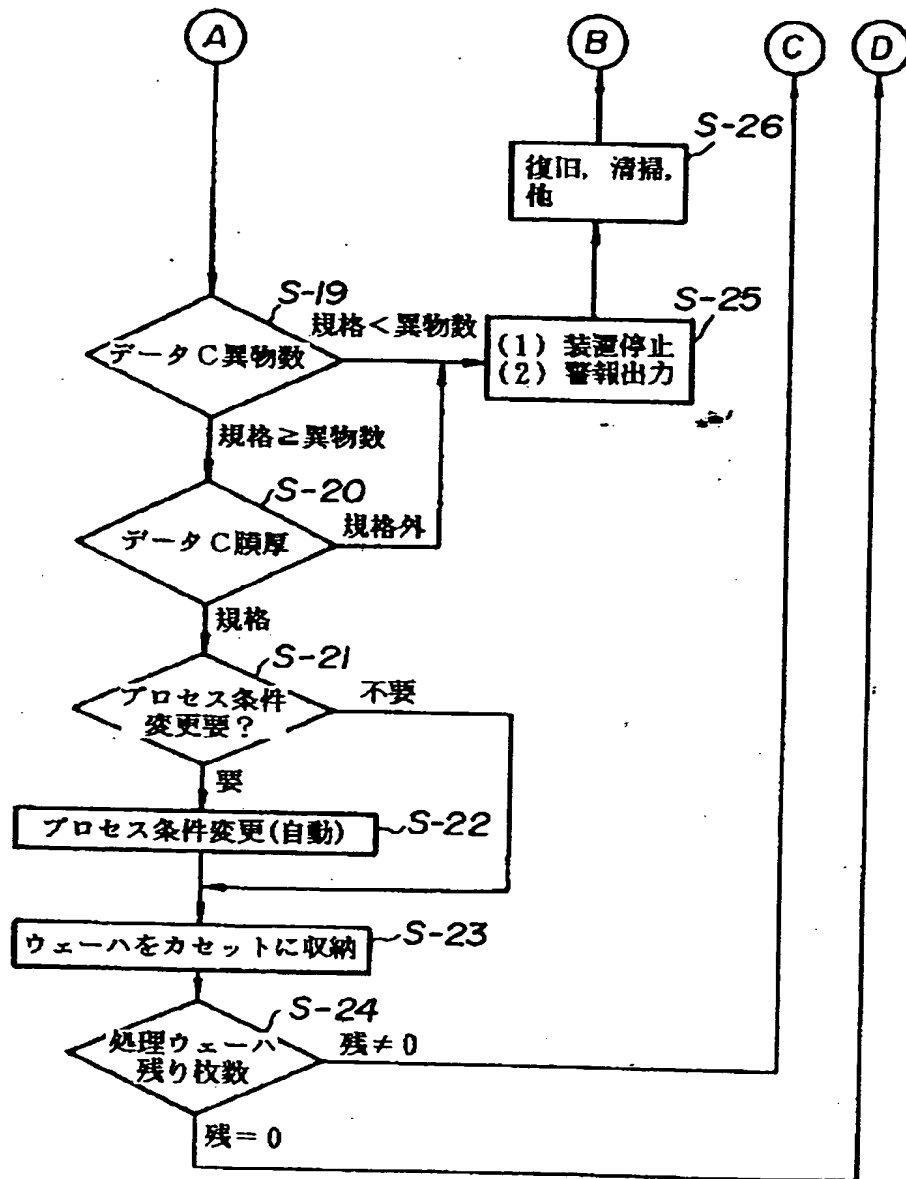 A
B
C
D
S-26
復旧, 清掃,
他
S-19
規格<異物数
S-25
データC異物数
(1) 装置停止
(2) 警報出力
規格≧異物数
S-20
規格外
データC膜厚
規格
S-21
プロセス条件
変更要?
不要
要
プロセス条件変更(自動)
S-22
ウェーハをカセットに収納
S-23
S-24
処理ウェーハ
残り枚数
残≠0
残=0